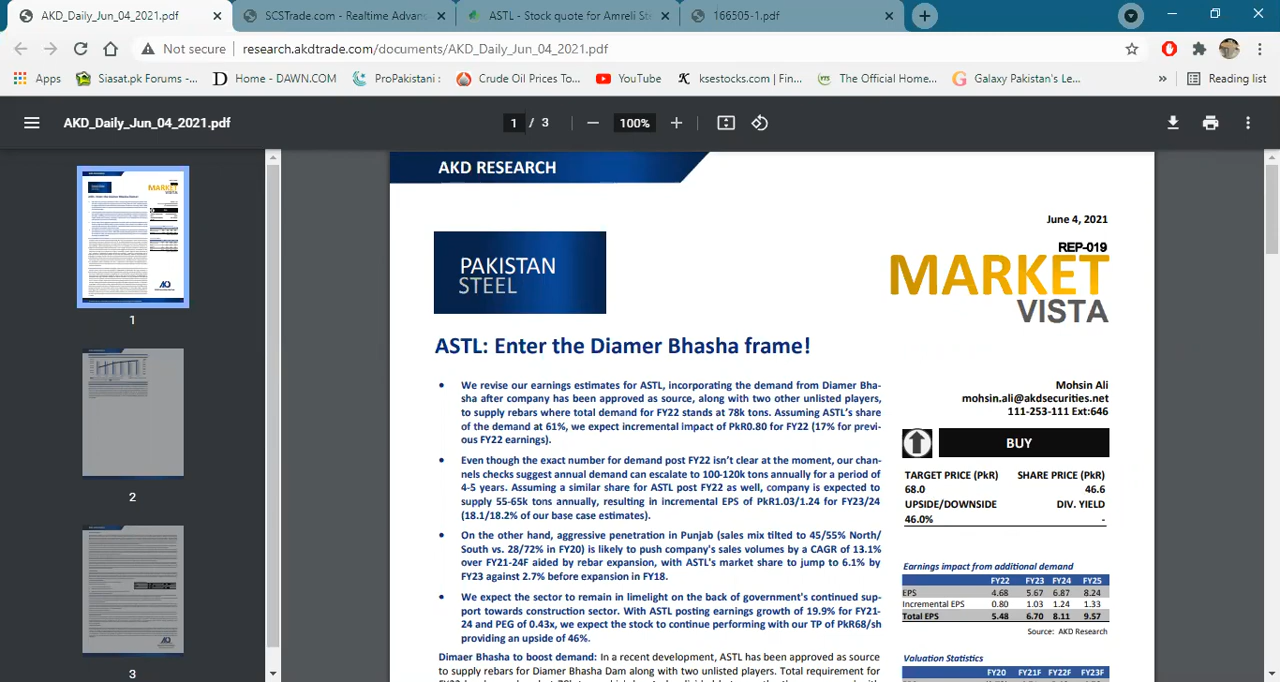 AKD_Daily_Jun_04_2021.pdf
SCSTrade.com - Realtime Advan
ASTL - Stock quote for Amreli St
166505-1.pdf
Not secure
research.akdtrade.com/documents/AKD_Daily_Jun_04_2021.pdf
Apps
Siasat.pk Forums -...
Home - DAWN.COM
ProPakistani :
Crude Oil Prices To...
YouTube
ksestocks.com | Fin...
The Official Home...
Galaxy Pakistan's Le...
»
Reading list
AKD_Daily_Jun_04_2021.pdf
1 / 3
100%
1
2
3
AKD RESEARCH
June 4, 2021
REP-019
PAKISTAN
STEEL
MARKET
VISTA
ASTL: Enter the Diamer Bhasha frame!
• We revise our earnings estimates for ASTL, incorporating the demand from Diamer Bha-
sha after company has been approved as source, along with two other unlisted players,
to supply rebars where total demand for FY22 stands at 78k tons. Assuming ASTL's share
of the demand at 61%, we expect incremental impact of PkR0.80 for FY22 (17% for previ-
ous FY22 earnings).
• Even though the exact number for demand post FY22 isn't clear at the moment, our chan-
nels checks suggest annual demand can escalate to 100-120k tons annually for a period of
4-5 years. Assuming a similar share for ASTL post FY22 as well, company is expected to
supply 55-65k tons annually, resulting in incremental EPS of PkR1.03/1.24 for FY23/24
(18.1/18.2% of our base case estimates).
• On the other hand, aggressive penetration in Punjab (sales mix tilted to 45/55% North/
South vs. 28/72% in FY20) is likely to push company's sales volumes by a CAGR of 13.1%
over FY21-24F aided by rebar expansion, with ASTL's market share to jump to 6.1% by
FY23 against 2.7% before expansion in FY18.
• We expect the sector to remain in limelight on the back of government's continued sup-
port towards construction sector. With ASTL posting earnings growth of 19.9% for FY21-
24 and PEG of 0.43x, we expect the stock to continue performing with our TP of PkR68/sh
providing an upside of 46%.
Dimaer Bhasha to boost demand: In a recent development, ASTL has been approved as source
to supply rebars for Diamer Bhasha Dam along with two unlisted players. Total requirement for
Mohsin Ali
mohsin.ali@akdsecurities.net
111-253-111 Ext:646
BUY
TARGET PRICE (PkR) SHARE PRICE (PkR)
68.0 46.6
UPSIDE/DOWNSIDE DIV. YIELD
46.0% -
Earnings impact from additional demand
FY22 FY23 FY24 FY25
EPS 4.68 5.67 6.87 8.24
Incremental EPS 0.80 1.03 1.24 1.33
Total EPS 5.48 6.70 8.11 9.57
Source: AKD Research
Valuation Statistics
FY20 FY21F FY22F FY23F